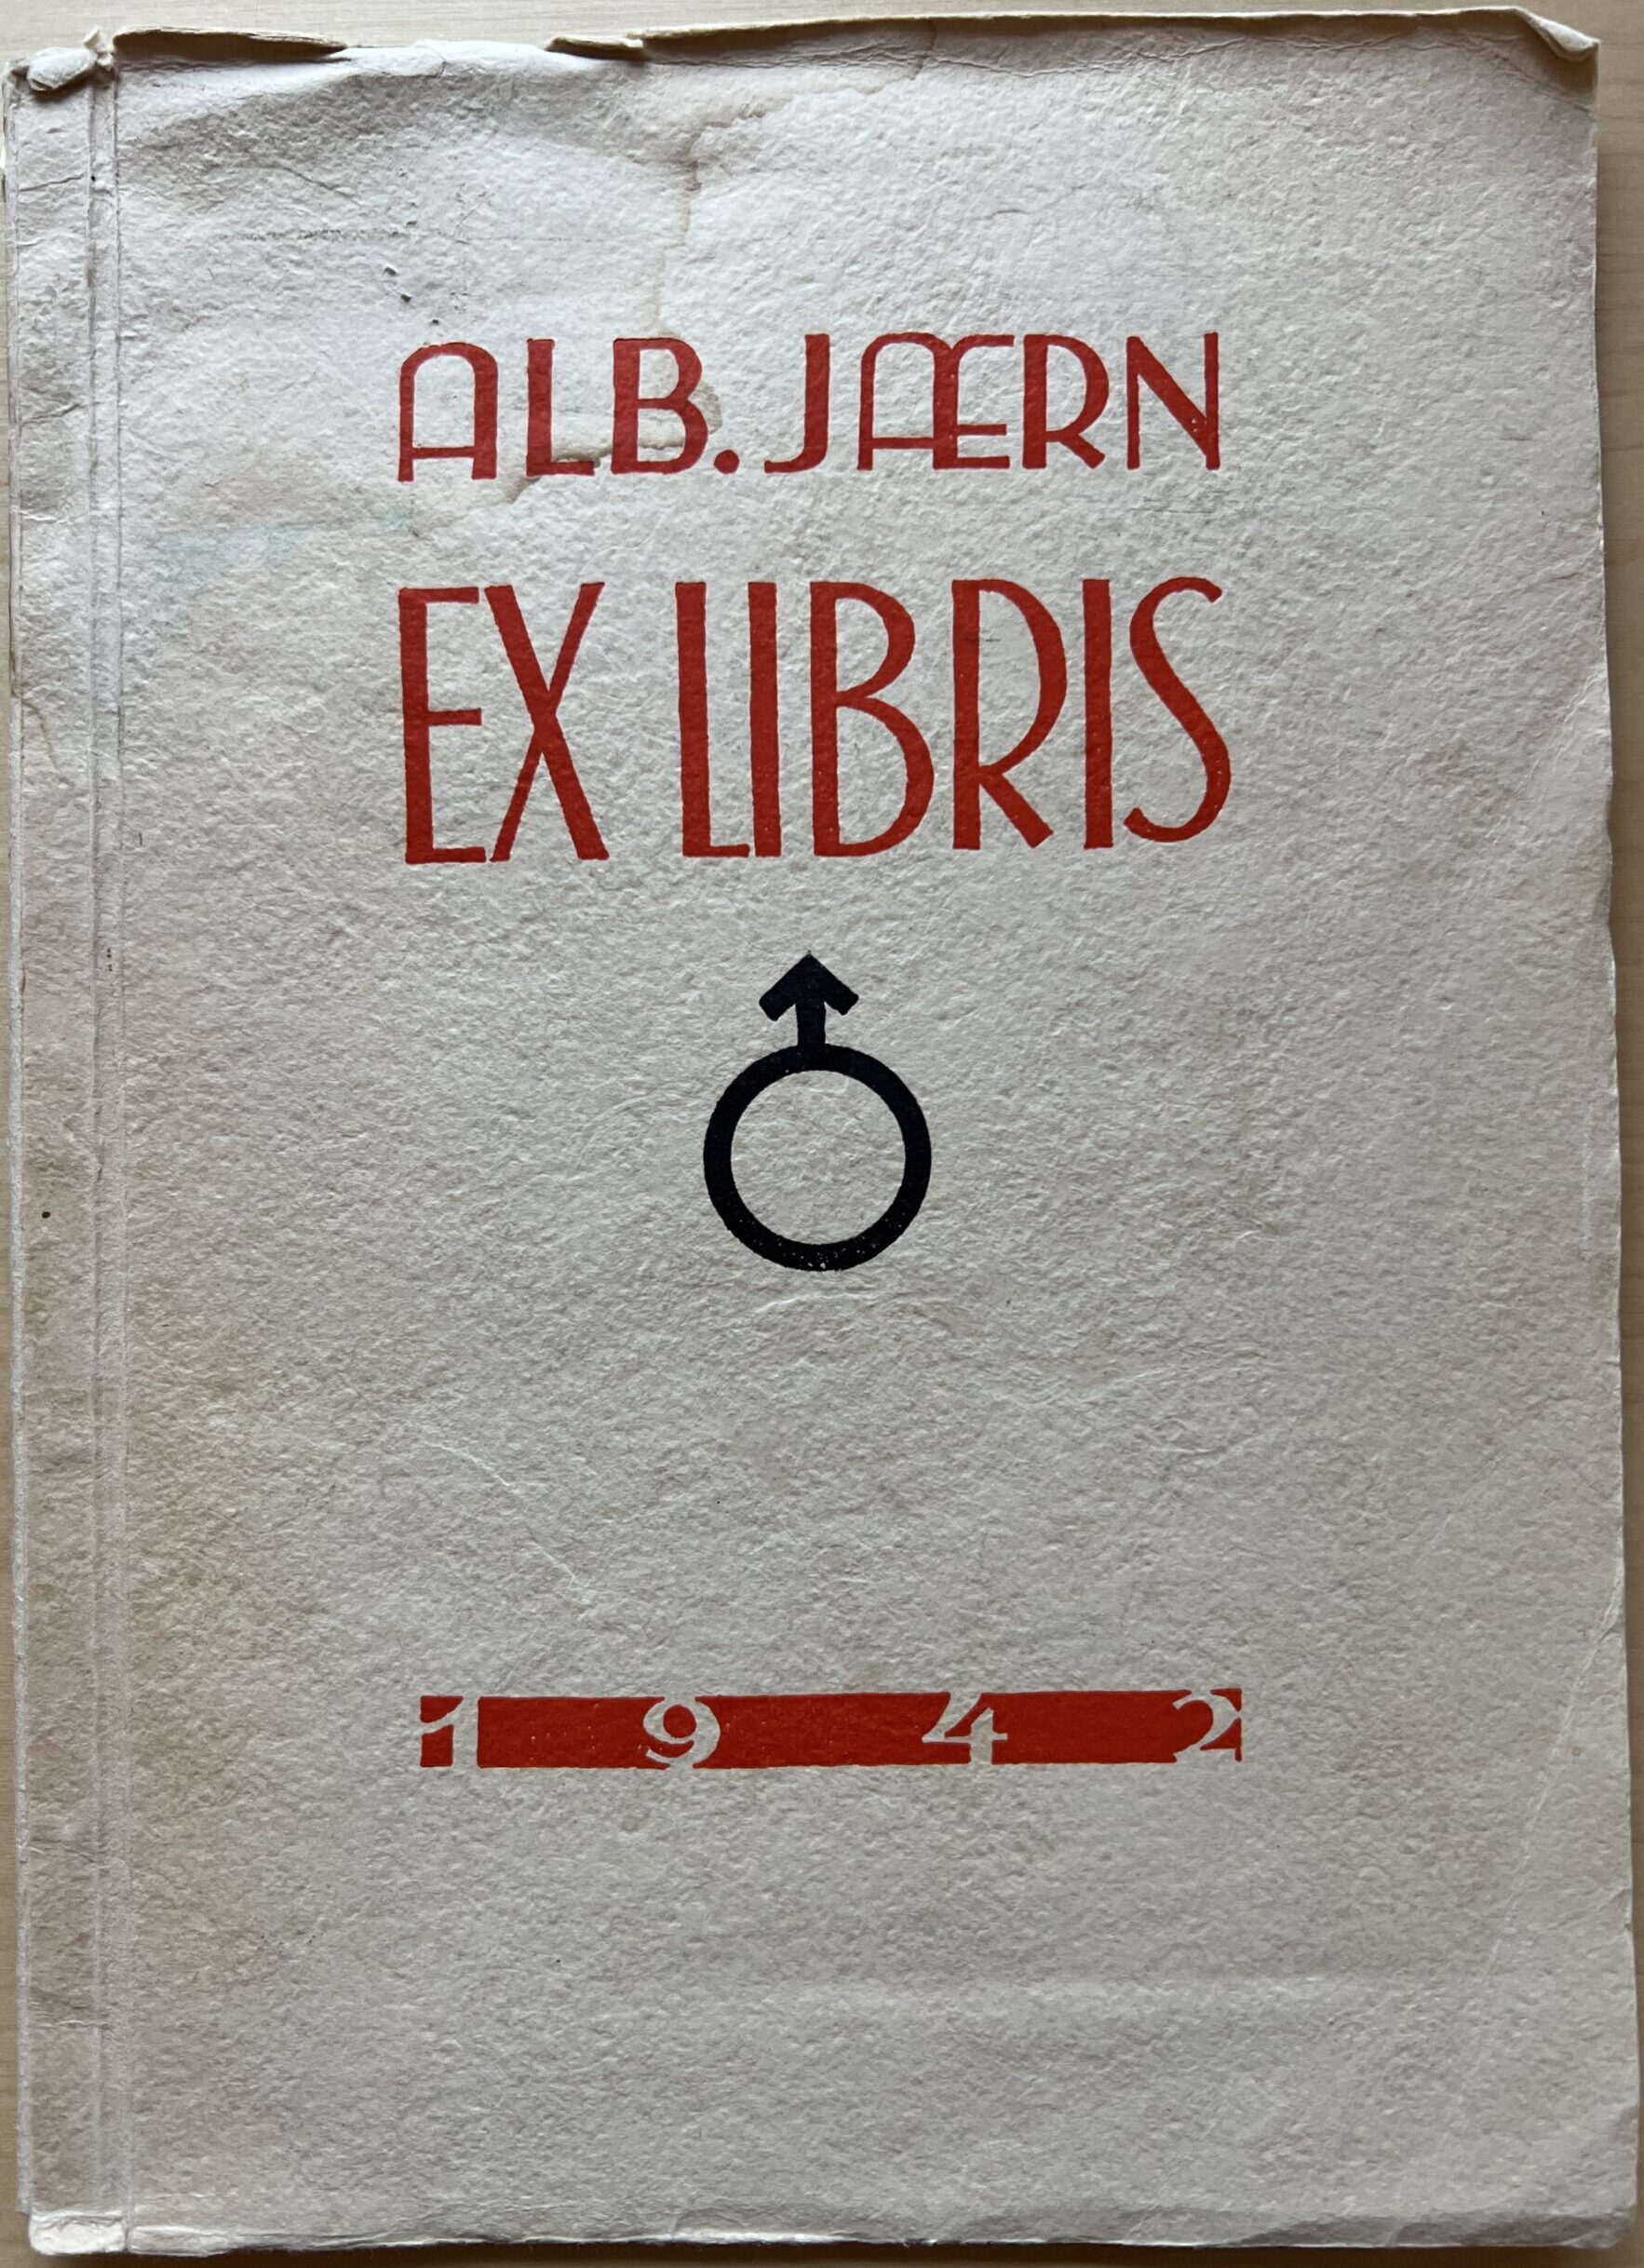 ALB. JÆRN
EX LIBRIS
1942